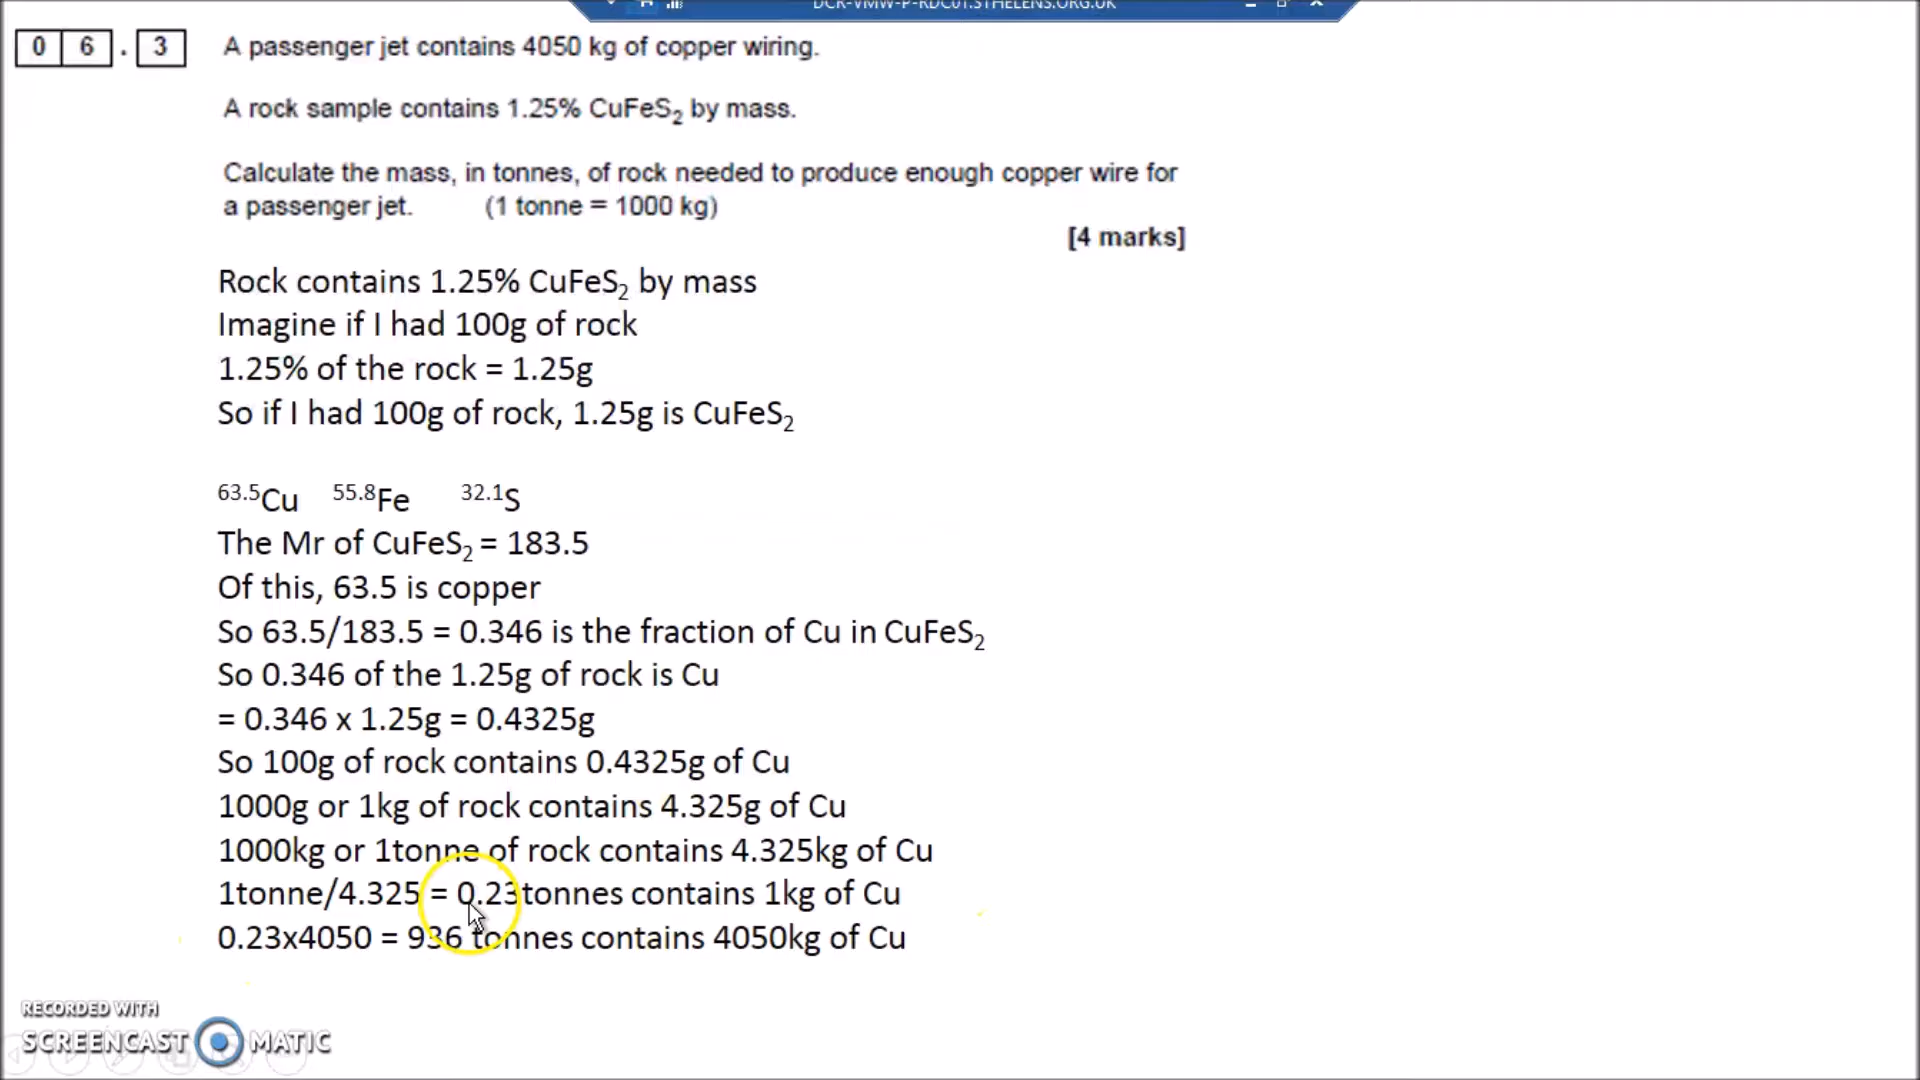 DCR-VMW-P-RDC01.STHELENS.ORG.UK
0 6 . 3 A passenger jet contains 4050 kg of copper wiring.
A rock sample contains 1.25% CuFeS₂ by mass.
Calculate the mass, in tonnes, of rock needed to produce enough copper wire for
a passenger jet. (1 tonne = 1000 kg)
[4 marks]
Rock contains 1.25% CuFeS₂ by mass
Imagine if I had 100g of rock
1.25% of the rock = 1.25g
So if I had 100g of rock, 1.25g is CuFeS₂
⁶³·⁵Cu ⁵⁵·⁸Fe ³²·¹S
The Mr of CuFeS₂ = 183.5
Of this, 63.5 is copper
So 63.5/183.5 = 0.346 is the fraction of Cu in CuFeS₂
So 0.346 of the 1.25g of rock is Cu
= 0.346 x 1.25g = 0.4325g
So 100g of rock contains 0.4325g of Cu
1000g or 1kg of rock contains 4.325g of Cu
1000kg or 1tonne of rock contains 4.325kg of Cu
1tonne/4.325 = 0.23tonnes contains 1kg of Cu
0.23x4050 = 936 tonnes contains 4050kg of Cu
RECORDED WITH
SCREENCAST MATIC